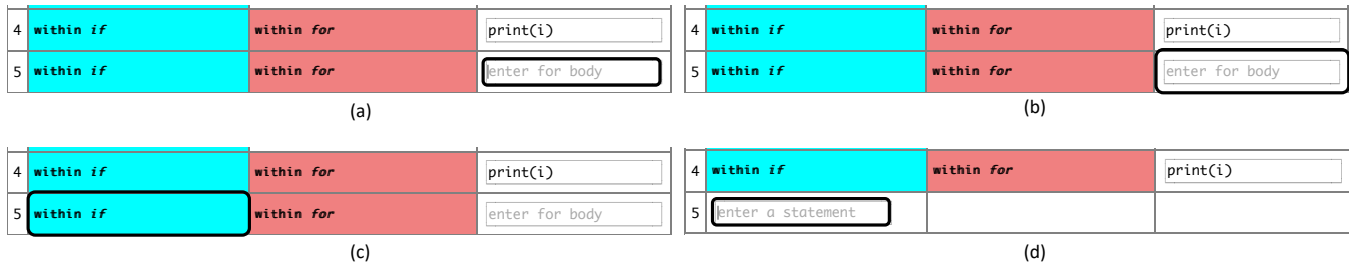 4 within if within for print(i)
5 within if within for enter for body
(a)
4 within if within for print(i)
5 within if within for enter for body
(b)
4 within if within for print(i)
5 within if within for enter for body
(c)
4 within if within for print(i)
5 enter a statement
(d)